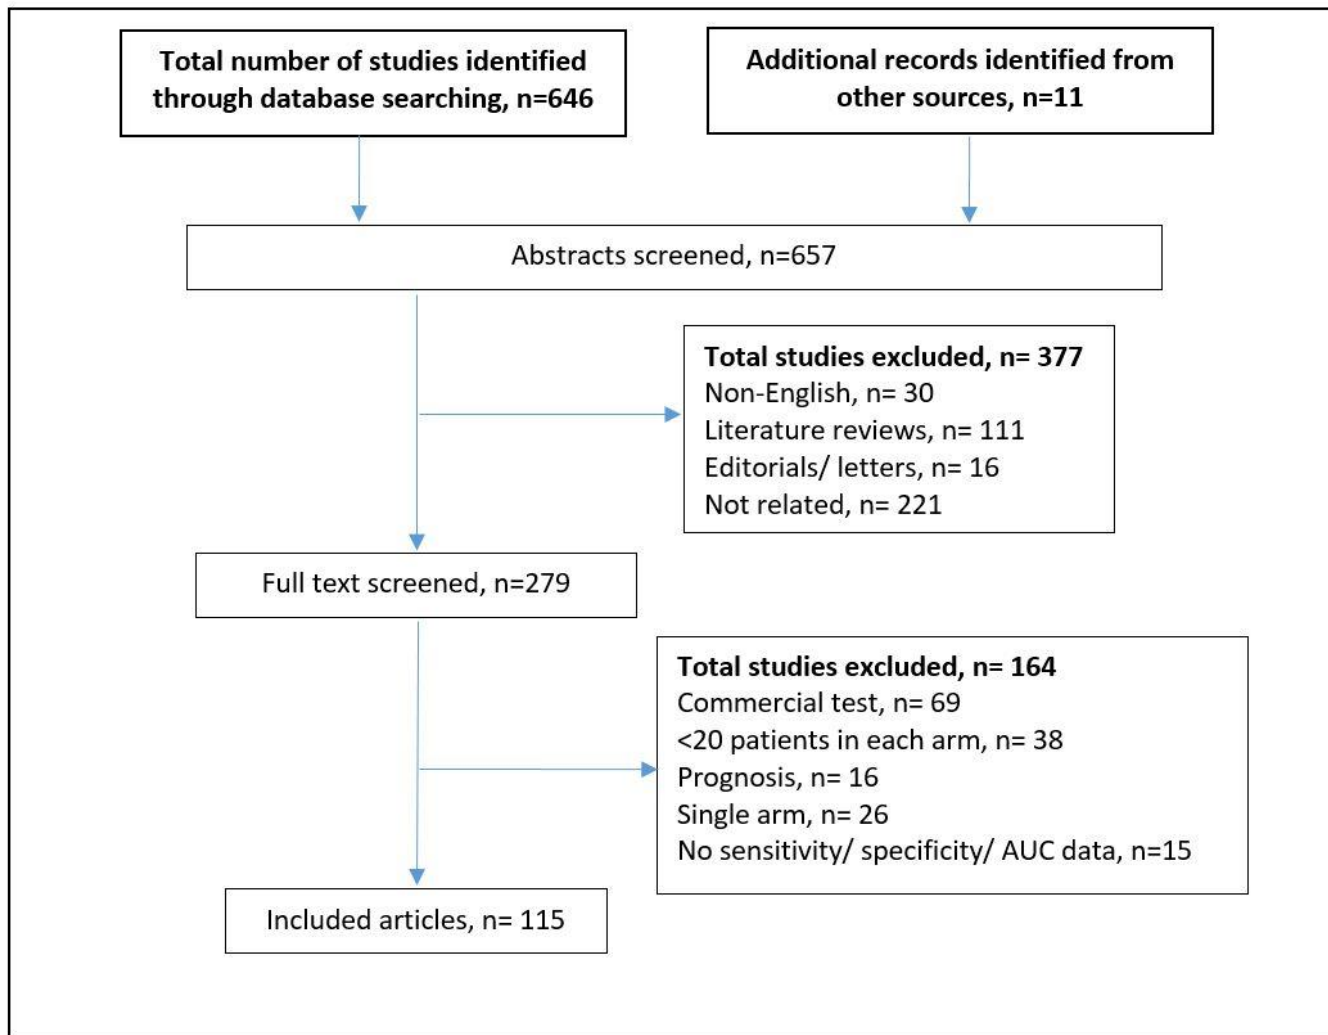 Total number of studies identified
through database searching, n=646
Additional records identified from
other sources, n=11
Abstracts screened, n=657
Total studies excluded, n= 377
Non-English, n= 30
Literature reviews, n= 111
Editorials/ letters, n= 16
Not related, n= 221
Full text screened, n=279
Total studies excluded, n= 164
Commercial test, n= 69
<20 patients in each arm, n= 38
Prognosis, n= 16
Single arm, n= 26
No sensitivity/ specificity/ AUC data, n=15
Included articles, n= 115